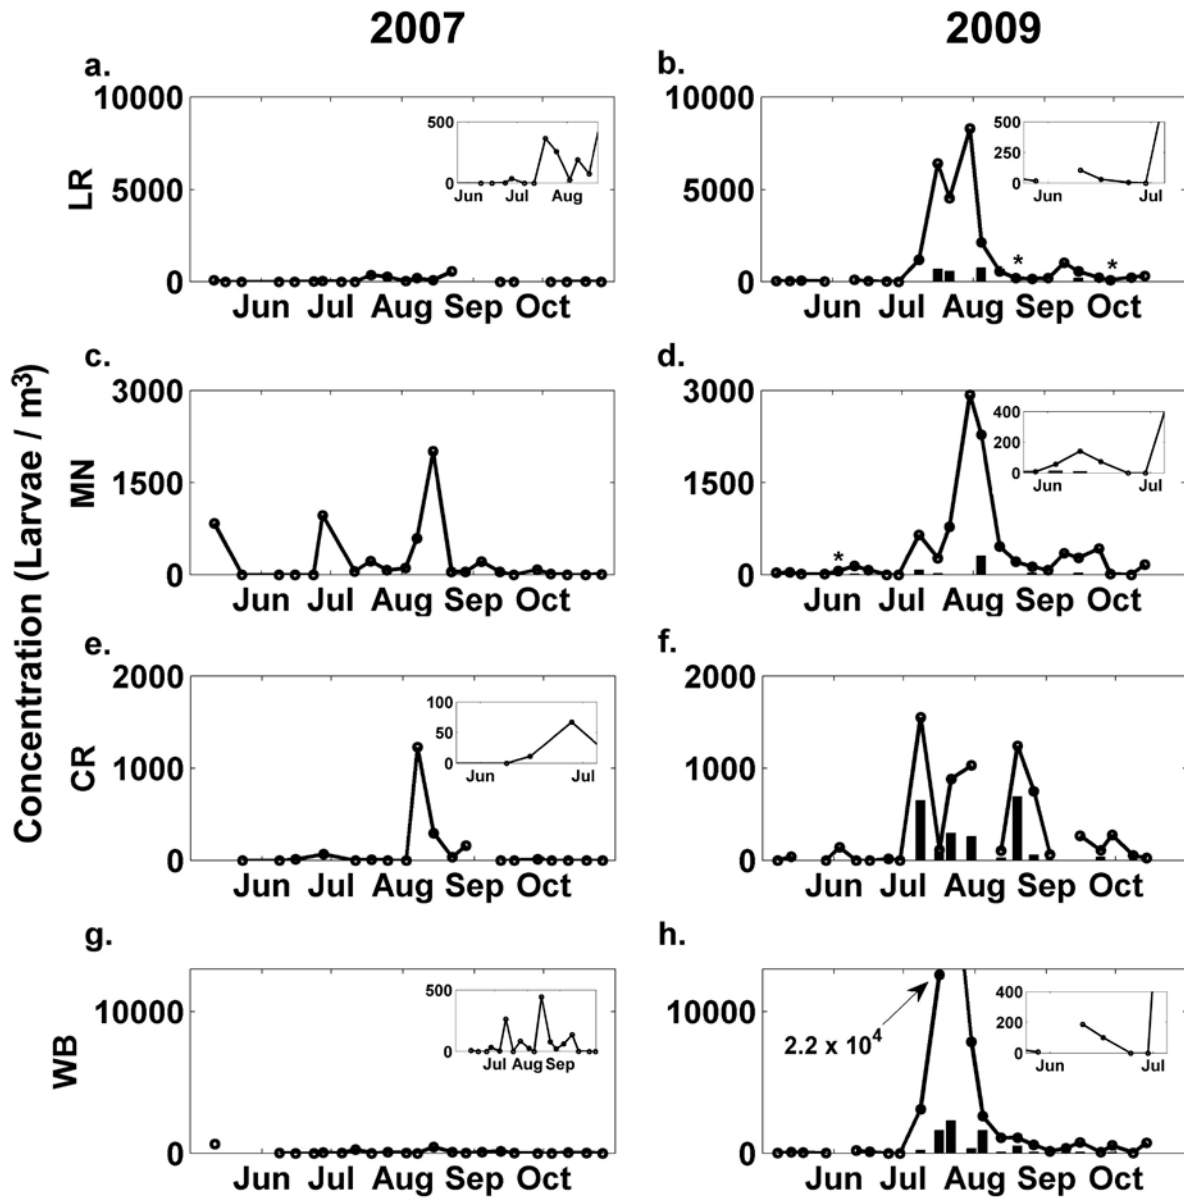 2007
2009
a.
b.
10000
5000
0
LR
Jun Jul Aug Sep Oct
500
0
Jun Jul Aug
10000
5000
0
* *
Jun Jul Aug Sep Oct
500
250
0
Jun Jul
c.
d.
3000
1500
0
MN
Jun Jul Aug Sep Oct
3000
1500
0
*
Jun Jul Aug Sep Oct
400
200
0
Jun Jul
Concentration (Larvae / m³)
e.
f.
2000
1000
0
CR
Jun Jul Aug Sep Oct
100
50
0
Jun Jul
2000
1000
0
Jun Jul Aug Sep Oct
g.
h.
10000
0
WB
Jun Jul Aug Sep Oct
500
0
Jul Aug Sep
10000
0
2.2 x 10⁴
Jun Jul Aug Sep Oct
400
200
0
Jun Jul